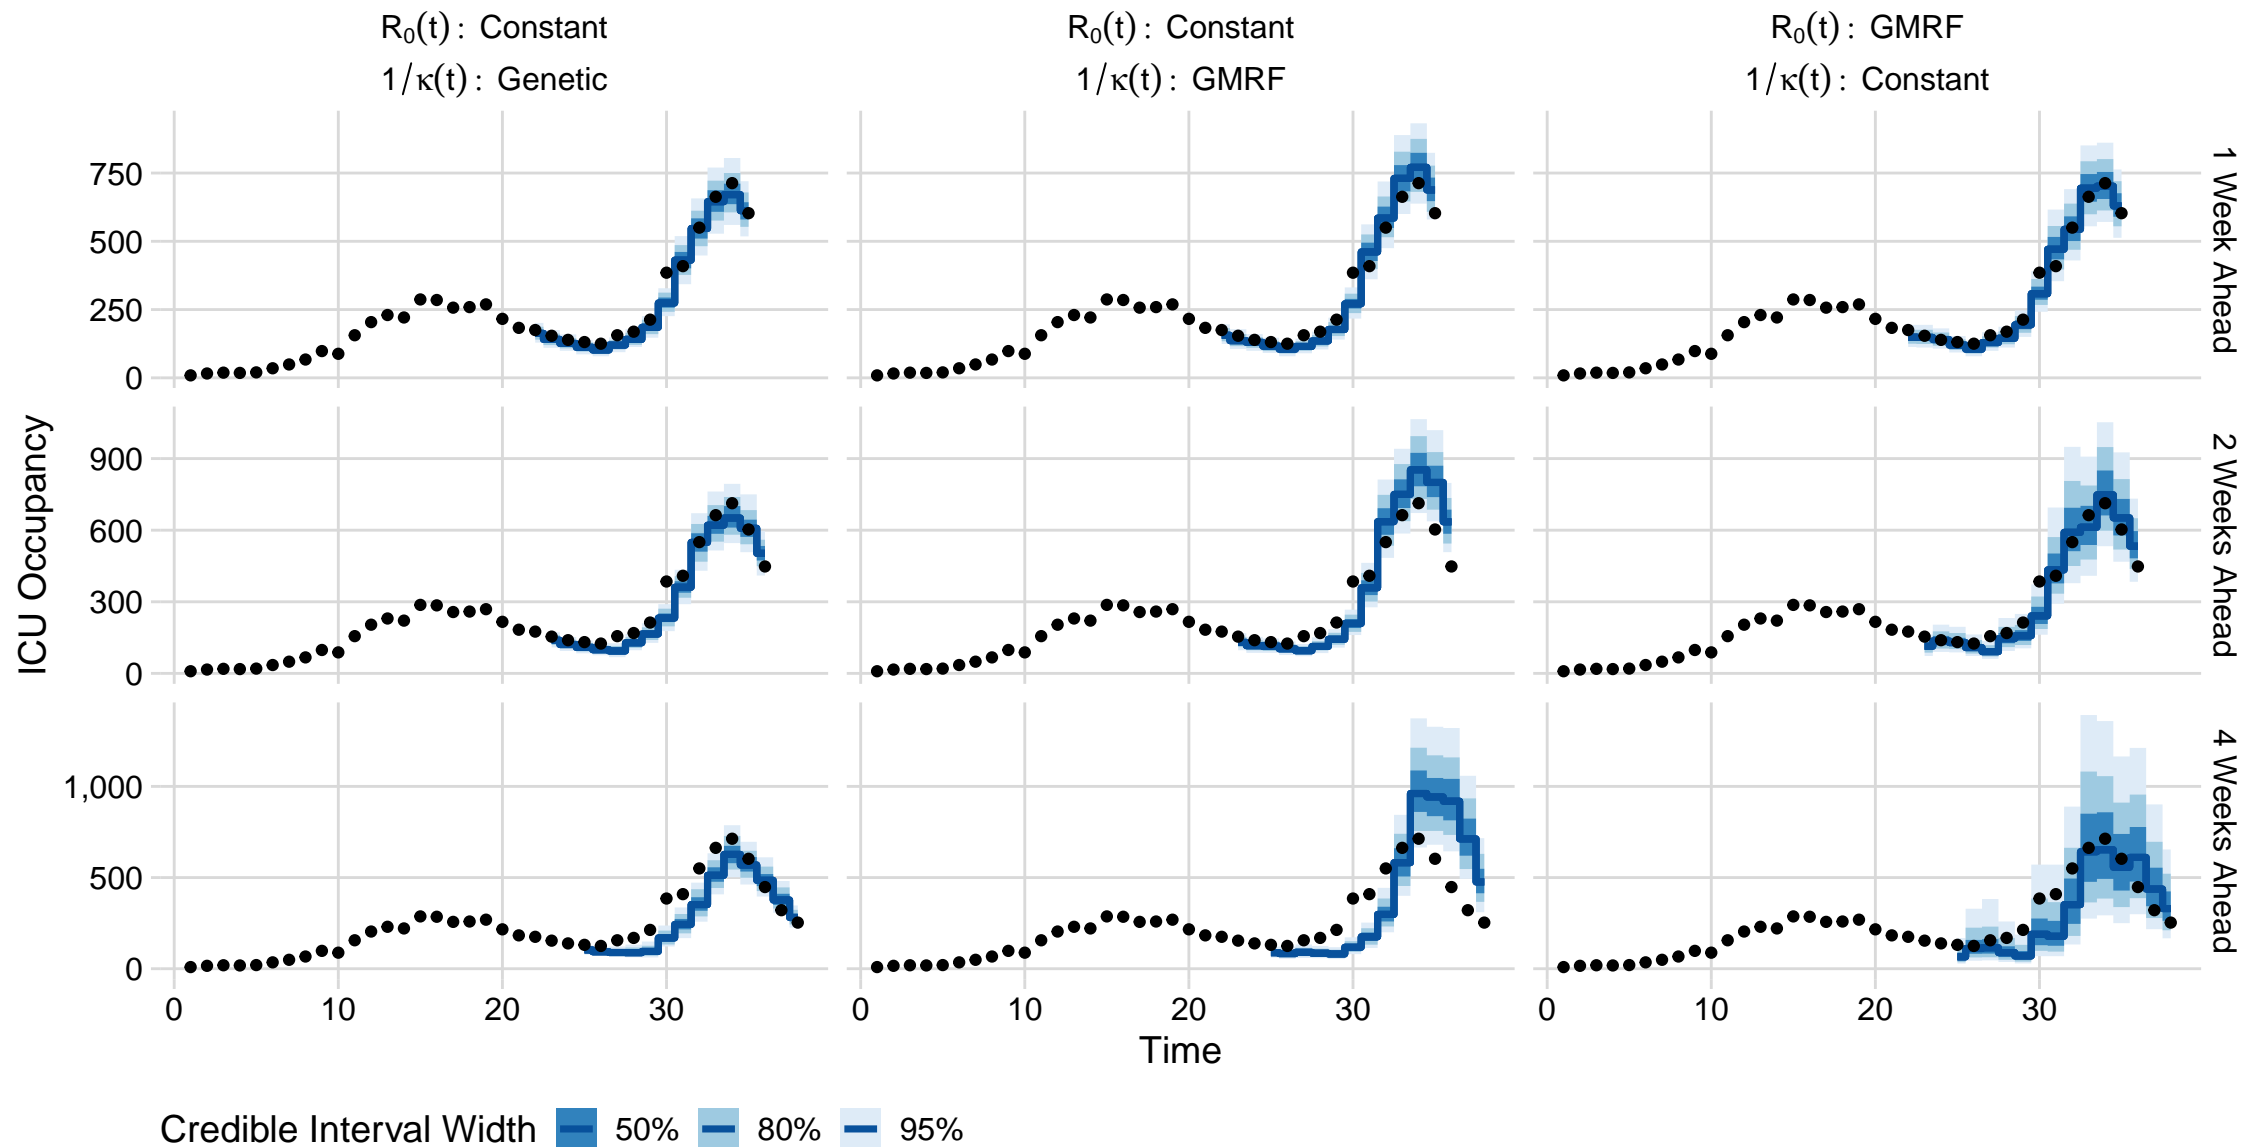 R₀(t): Constant
1/κ(t): Genetic
R₀(t): Constant
1/κ(t): GMRF
R₀(t): GMRF
1/κ(t): Constant
750
500
250
0
1 Week Ahead
900
600
300
0
2 Weeks Ahead
1,000
500
0
4 Weeks Ahead
ICU Occupancy
0 10 20 30
0 10 20 30
0 10 20 30
Time
Credible Interval Width 50% 80% 95%